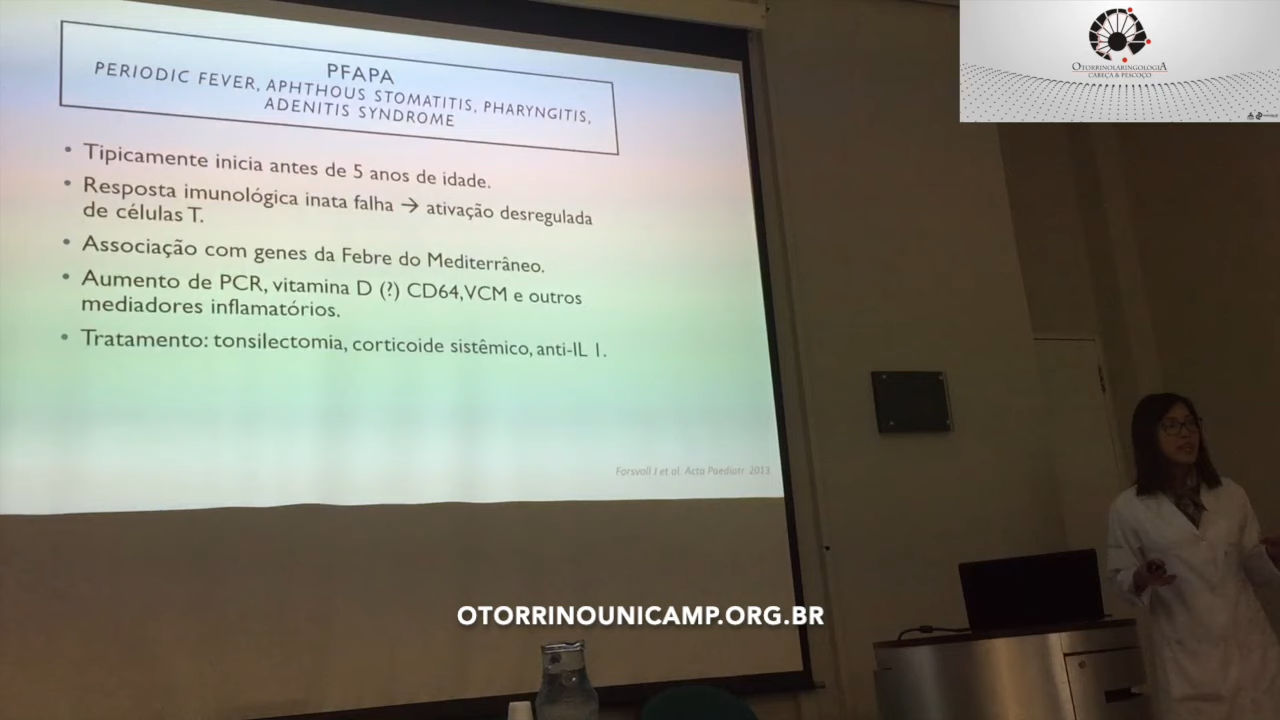 PFAPA
PERIODIC FEVER, APHTHOUS STOMATITIS, PHARYNGITIS,
ADENITIS SYNDROME
• Tipicamente inicia antes de 5 anos de idade.
• Resposta imunológica inata falha → ativação desregulada
de células T.
• Associação com genes da Febre do Mediterrâneo.
• Aumento de PCR, vitamina D (?) CD64,VCM e outros
mediadores inflamatórios.
• Tratamento: tonsilectomia, corticoide sistêmico, anti-IL 1.
Forsvoll J et al. Acta Paediatr. 2013
OTORRINOLARINGOLOGIA
CABEÇA & PESCOÇO
OTORRINOUNICAMP.ORG.BR